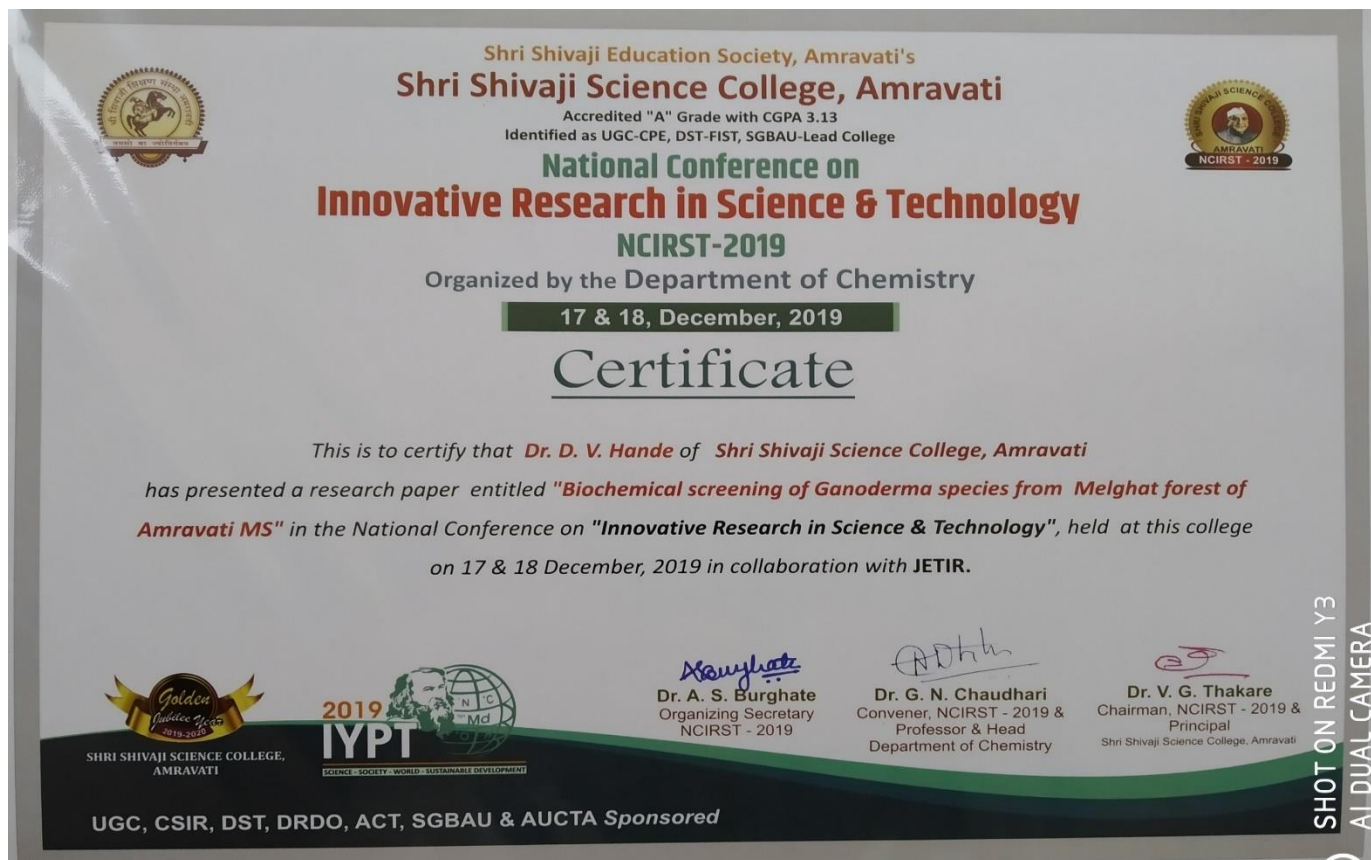 Shri Shivaji Education Society, Amravati's
Shri Shivaji Science College, Amravati
Accredited "A" Grade with CGPA 3.13
Identified as UGC-CPE, DST-FIST, SGBAU-Lead College
National Conference on
Innovative Research in Science & Technology
NCIRST-2019
Organized by the Department of Chemistry
17 & 18, December, 2019
Certificate
SHRI SHIVAJI SCIENCE COLLEGE
AMRAVATI
NCIRST - 2019
This is to certify that Dr. D. V. Hande of Shri Shivaji Science College, Amravati
has presented a research paper entitled "Biochemical screening of Ganoderma species from Melghat forest of
Amravati MS" in the National Conference on "Innovative Research in Science & Technology", held at this college
on 17 & 18 December, 2019 in collaboration with JETIR.
Golden
Jubilee Year
2019-2020
SHRI SHIVAJI SCIENCE COLLEGE,
AMRAVATI
2019
IYPT
N C
Md
SCIENCE - SOCIETY - WORLD - SUSTAINABLE DEVELOPMENT
Dr. A. S. Burghate
Organizing Secretary
NCIRST - 2019
Dr. G. N. Chaudhari
Convener, NCIRST - 2019 &
Professor & Head
Department of Chemistry
Dr. V. G. Thakare
Chairman, NCIRST - 2019 &
Principal
Shri Shivaji Science College, Amravati
UGC, CSIR, DST, DRDO, ACT, SGBAU & AUCTA Sponsored
SHOT ON REDMI Y3
AI DUAL CAMERA